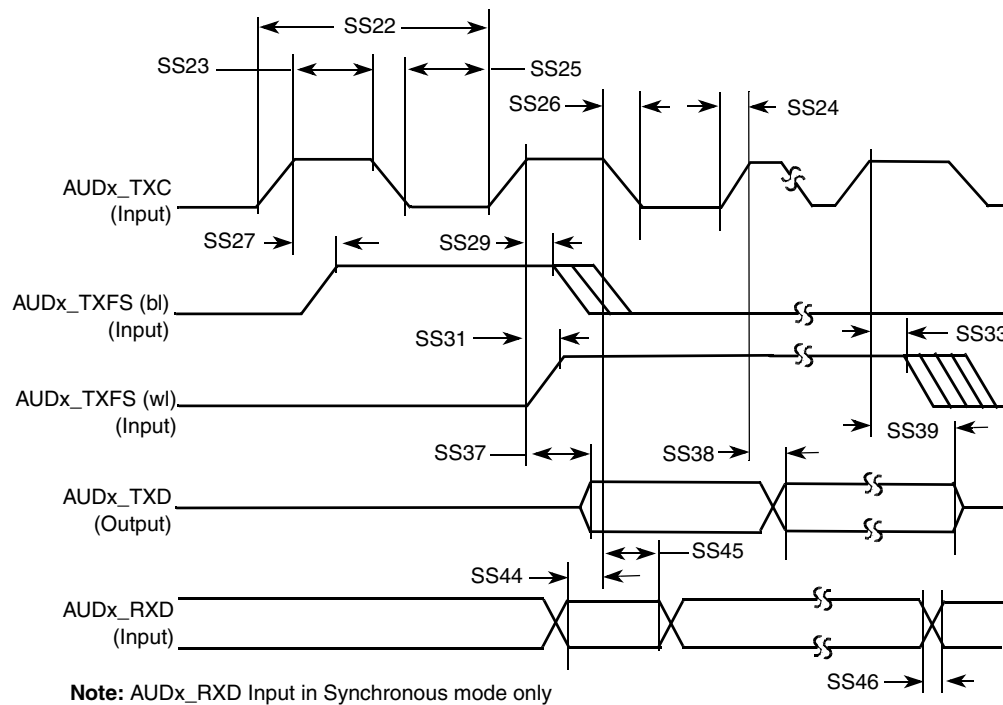 SS22
SS23
SS25
SS26
SS24
AUDx_TXC
(Input)
SS27
SS29
AUDx_TXFS (bl)
(Input)
SS31
SS33
AUDx_TXFS (wl)
(Input)
SS39
SS37
SS38
AUDx_TXD
(Output)
SS45
SS44
AUDx_RXD
(Input)
SS46
Note: AUDx_RXD Input in Synchronous mode only